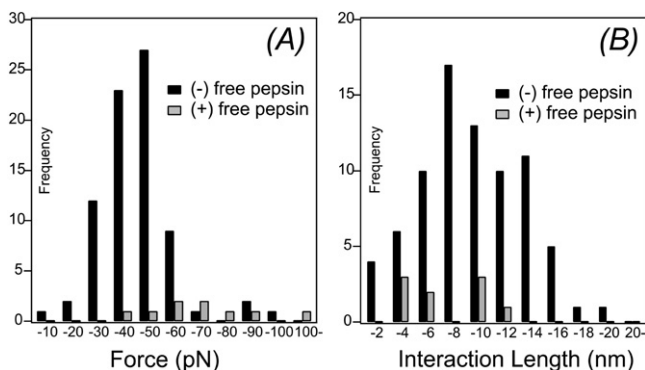 (A)
30
25
20
15
10
5
0
Frequency
(-) free pepsin
(+) free pepsin
-10 -20 -30 -40 -50 -60 -70 -80 -90 -100 100-
Force (pN)
(B)
20
15
10
5
0
Frequency
(-) free pepsin
(+) free pepsin
-2 -4 -6 -8 -10 -12 -14 -16 -18 -20 20-
Interaction Length (nm)